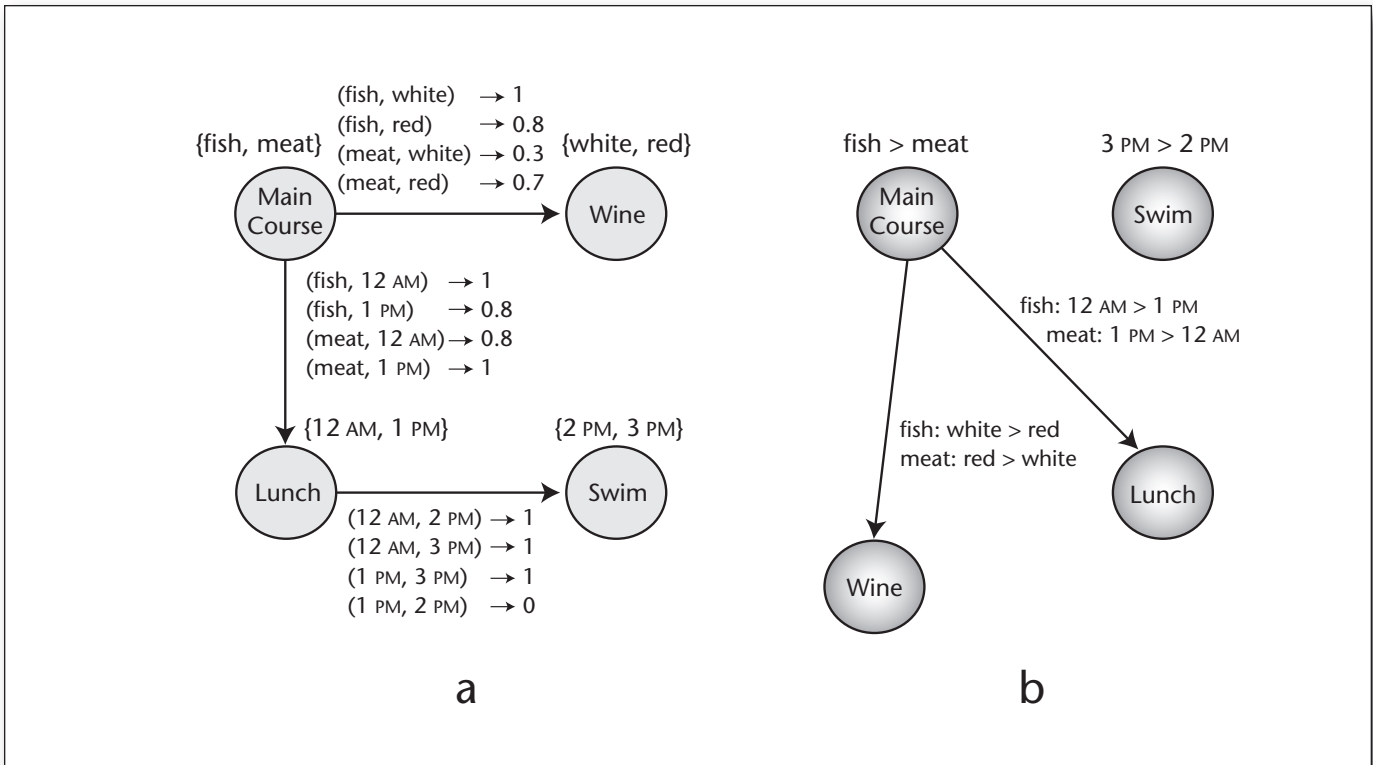 (fish, white) → 1
(fish, red) → 0.8
(meat, white) → 0.3
(meat, red) → 0.7
{fish, meat}
{white, red}
Main
Course
Wine
(fish, 12 AM) → 1
(fish, 1 PM) → 0.8
(meat, 12 AM) → 0.8
(meat, 1 PM) → 1
{12 AM, 1 PM}
{2 PM, 3 PM}
Lunch
Swim
(12 AM, 2 PM) → 1
(12 AM, 3 PM) → 1
(1 PM, 3 PM) → 1
(1 PM, 2 PM) → 0
a
fish > meat
3 PM > 2 PM
Main
Course
Swim
fish: 12 AM > 1 PM
meat: 1 PM > 12 AM
fish: white > red
meat: red > white
Lunch
Wine
b